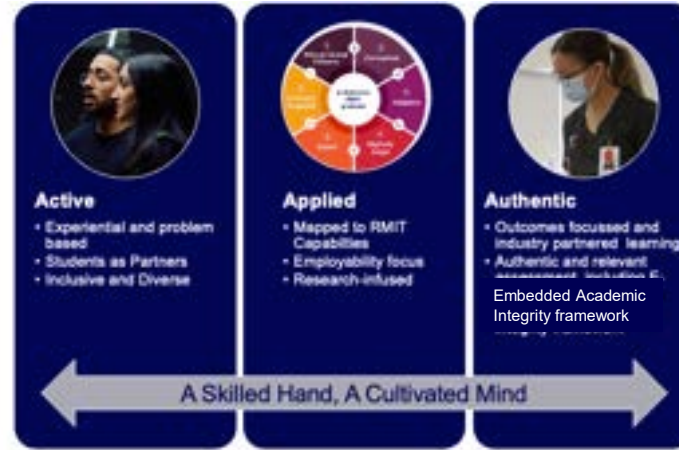 Active
• Experiential and problem
based
• Students as Partners
• Inclusive and Diverse
Applied
• Mapped to RMIT
Capabilities
• Employability focus
• Research-infused
Authentic
• Outcomes focussed and
industry partnered learning
• Authentic and relevant
assessment, including E-
Embedded Academic
Integrity framework
A Skilled Hand, A Cultivated Mind